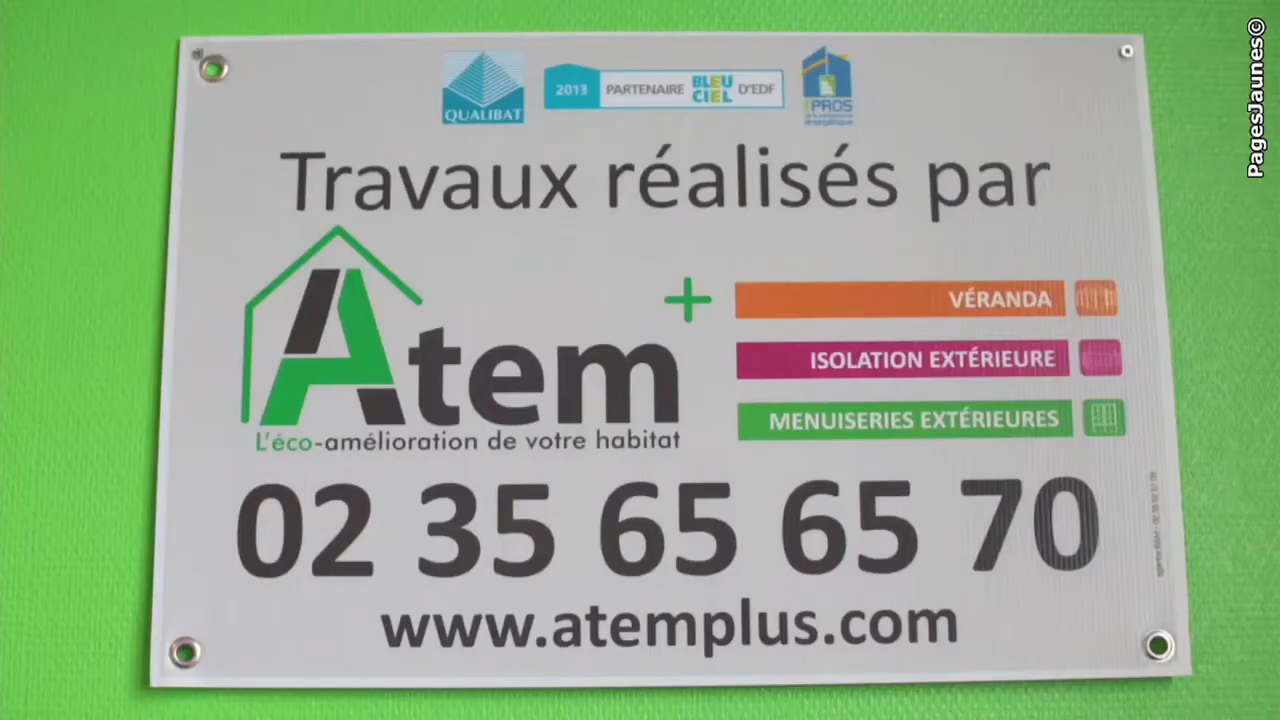 QUALIBAT
2013 PARTENAIRE BLEU CIEL D'EDF
PROS
Travaux réalisés par
Atem
L'éco-amélioration de votre habitat
+
VÉRANDA
ISOLATION EXTÉRIEURE
MENUISERIES EXTÉRIEURES
02 35 65 65 70
www.atemplus.com
PagesJaunes©